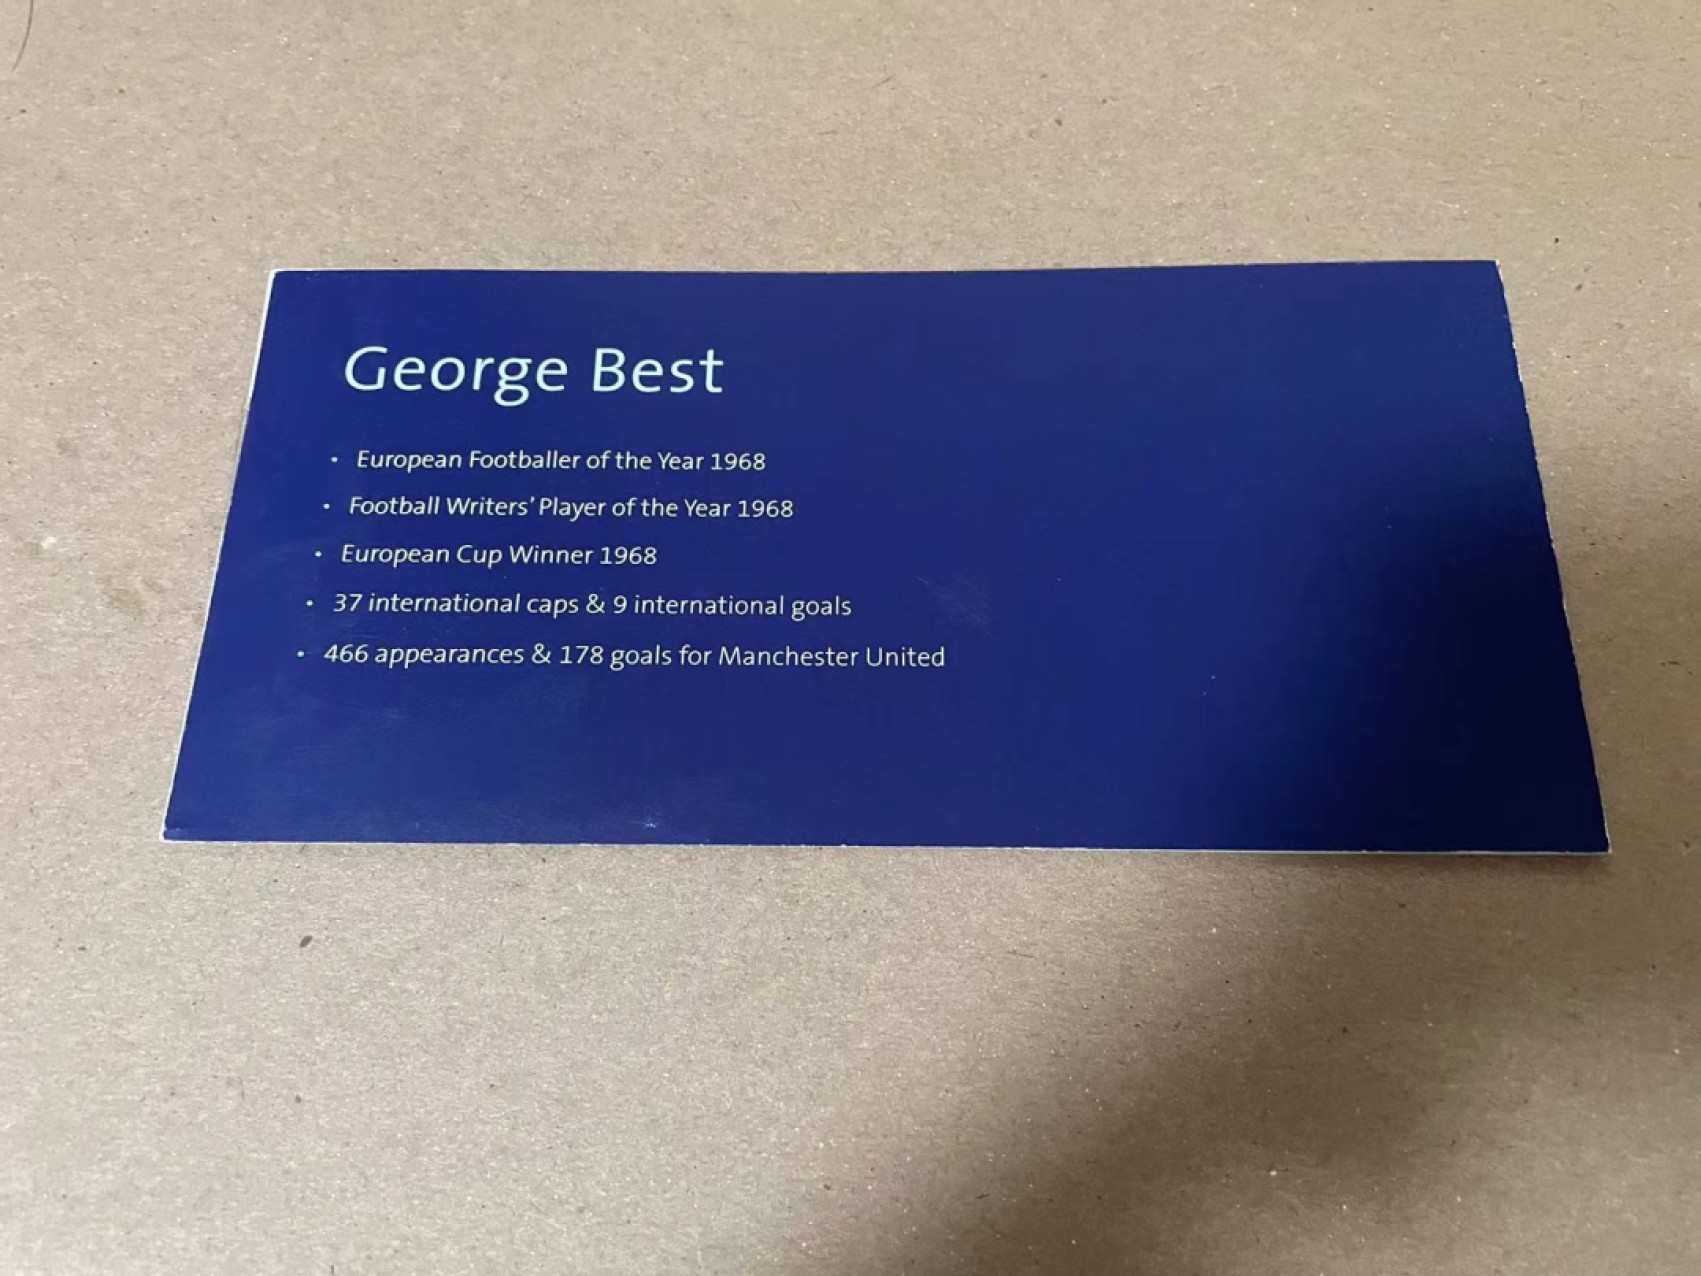 George Best
• European Footballer of the Year 1968
• Football Writers' Player of the Year 1968
• European Cup Winner 1968
• 37 international caps & 9 international goals
• 466 appearances & 178 goals for Manchester United